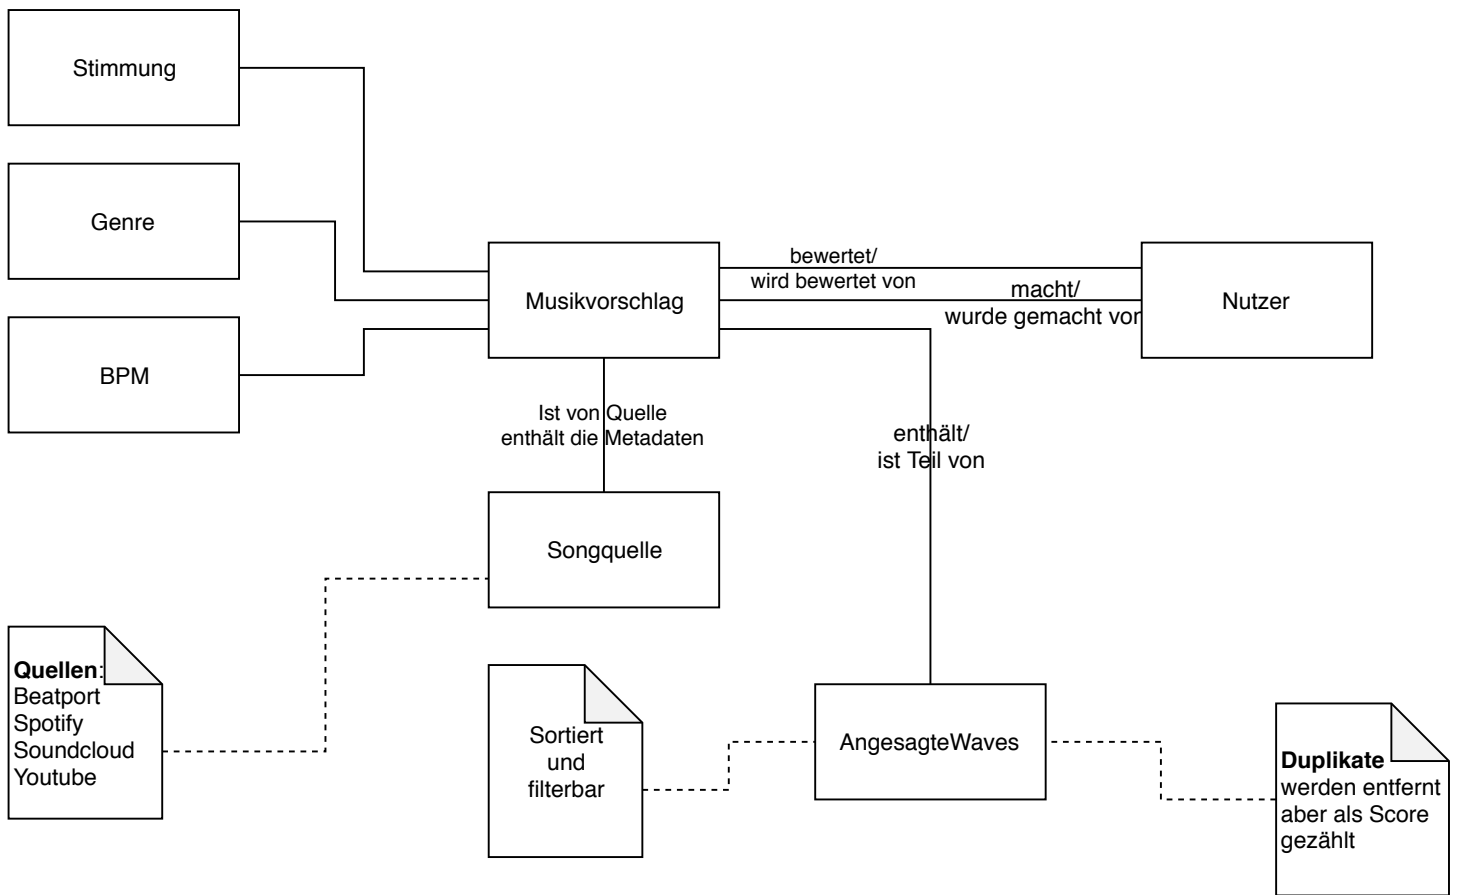 Stimmung
Genre
BPM
Musikvorschlag
bewertet/
wird bewertet von
macht/
wurde gemacht von
Nutzer
Ist von Quelle
enthält die Metadaten
enthält/
ist Teil von
Songquelle
Quellen:
Beatport
Spotify
Soundcloud
Youtube
Sortiert
und
filterbar
AngesagteWaves
Duplikate
werden entfernt
aber als Score
gezählt